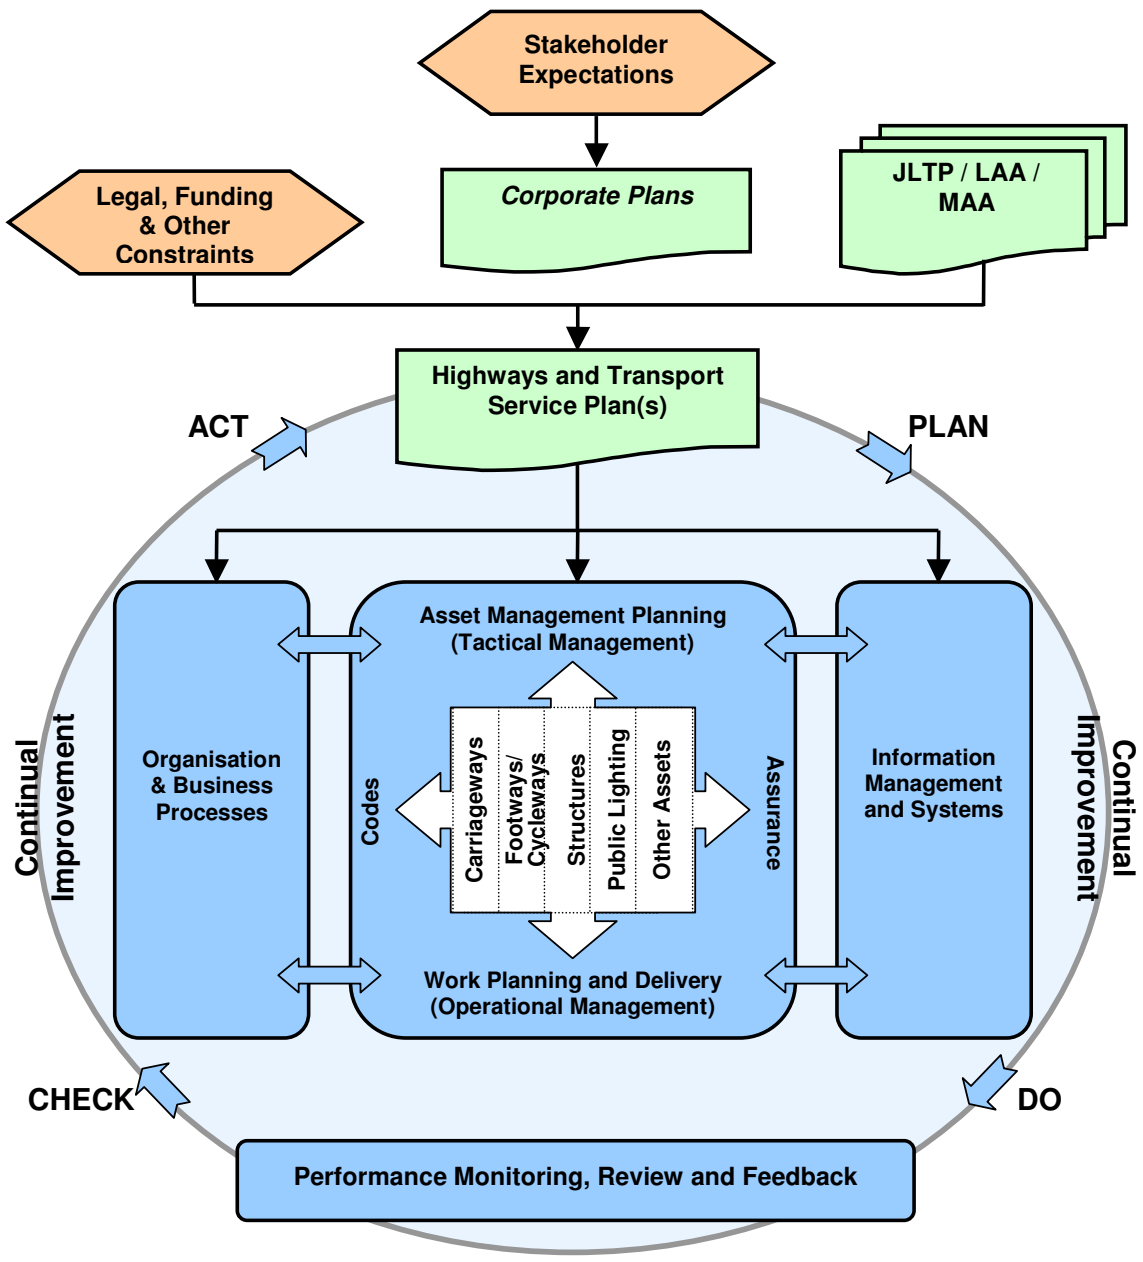 Stakeholder
Expectations
Legal, Funding
& Other
Constraints
Corporate Plans
JLTP / LAA /
MAA
Highways and Transport
Service Plan(s)
ACT
PLAN
Asset Management Planning
(Tactical Management)
Continual
Improvement
Organisation
& Business
Processes
Codes
Carriageways
Footways/
Cycleways
Structures
Public Lighting
Other Assets
Assurance
Information
Management
and Systems
Continual
Improvement
Work Planning and Delivery
(Operational Management)
CHECK
DO
Performance Monitoring, Review and Feedback